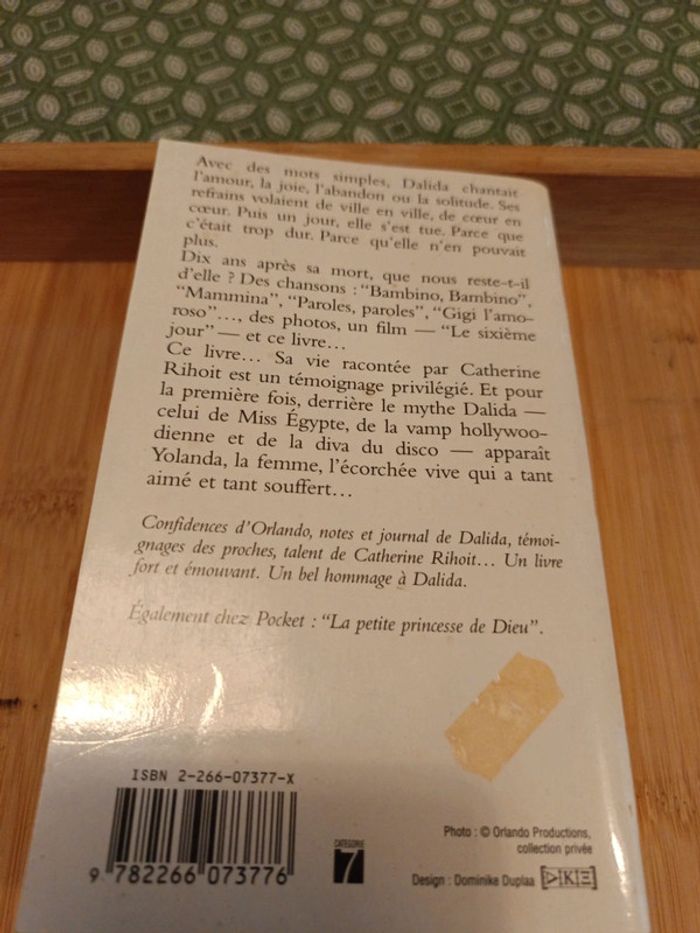 Avec des mots simples, Dalida chantait
l'amour, la joie, l'abandon ou la solitude. Ses
refrains volaient de ville en ville, de cœur en
cœur. Puis un jour, elle s'est tue. Parce que
c'était trop dur. Parce qu'elle n'en pouvait
plus.
Dix ans après sa mort, que nous reste-t-il
d'elle ? Des chansons : “Bambino, Bambino”,
“Mammina”, “Paroles, paroles”, “Gigi l'amo-
roso”…, des photos, un film — “Le sixième
jour” — et ce livre…
Ce livre… Sa vie racontée par Catherine
Rihoit est un témoignage privilégié. Et pour
la première fois, derrière le mythe Dalida —
celui de Miss Égypte, de la vamp hollywoo-
dienne et de la diva du disco — apparaît
Yolanda, la femme, l'écorchée vive qui a tant
aimé et tant souffert…
Confidences d'Orlando, notes et journal de Dalida, témoi-
gnages des proches, talent de Catherine Rihoit… Un livre
fort et émouvant. Un bel hommage à Dalida.
Également chez Pocket : “La petite princesse de Dieu”.
ISBN 2-266-07377-X
9 782266 073776
CATEGORIE
7
Photo : © Orlando Productions,
collection privée
Design : Dominike Duplaa